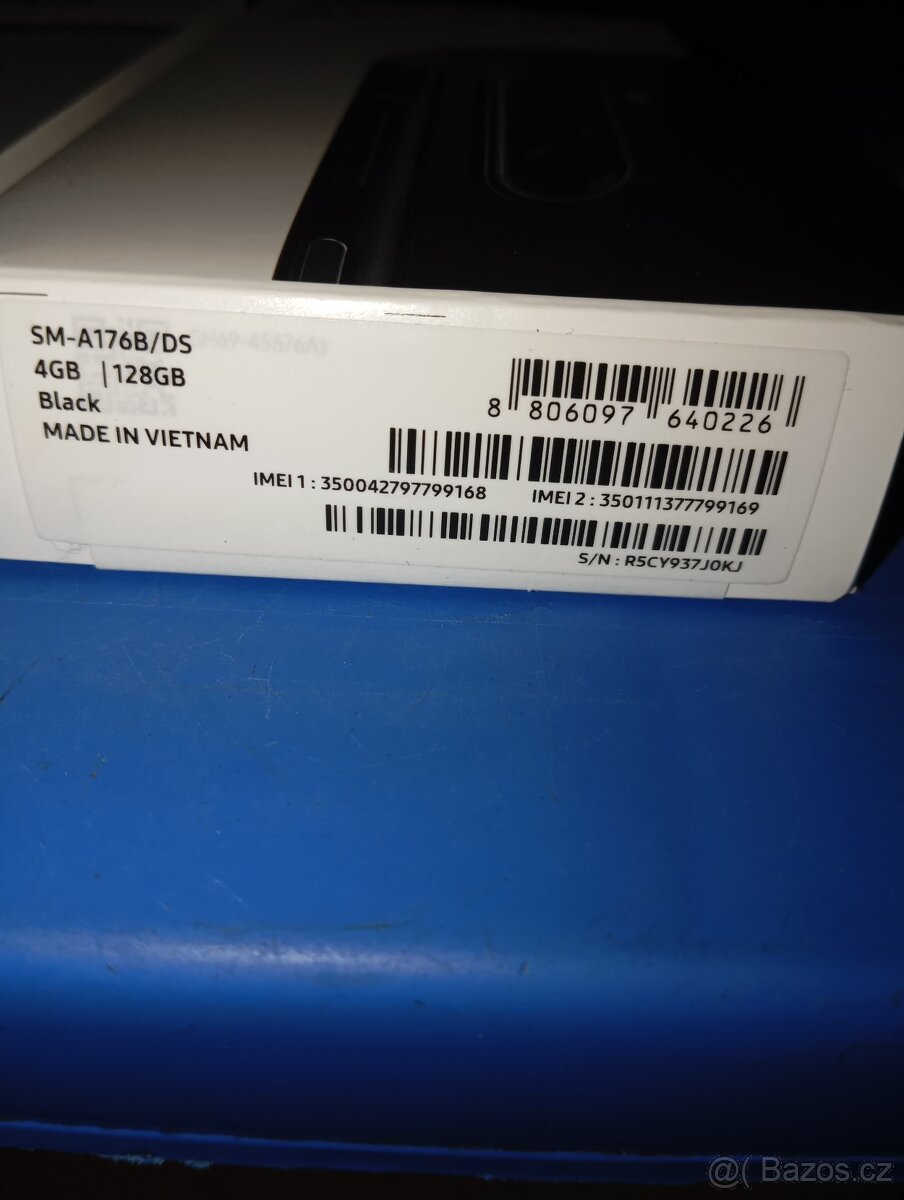 SM-A176B/DS
4GB | 128GB
Black
MADE IN VIETNAM
8 806097 640226
IMEI 1 : 350042797799168 IMEI 2 : 350111377799169
S/N : R5CY937J0KJ
@( Bazos.cz